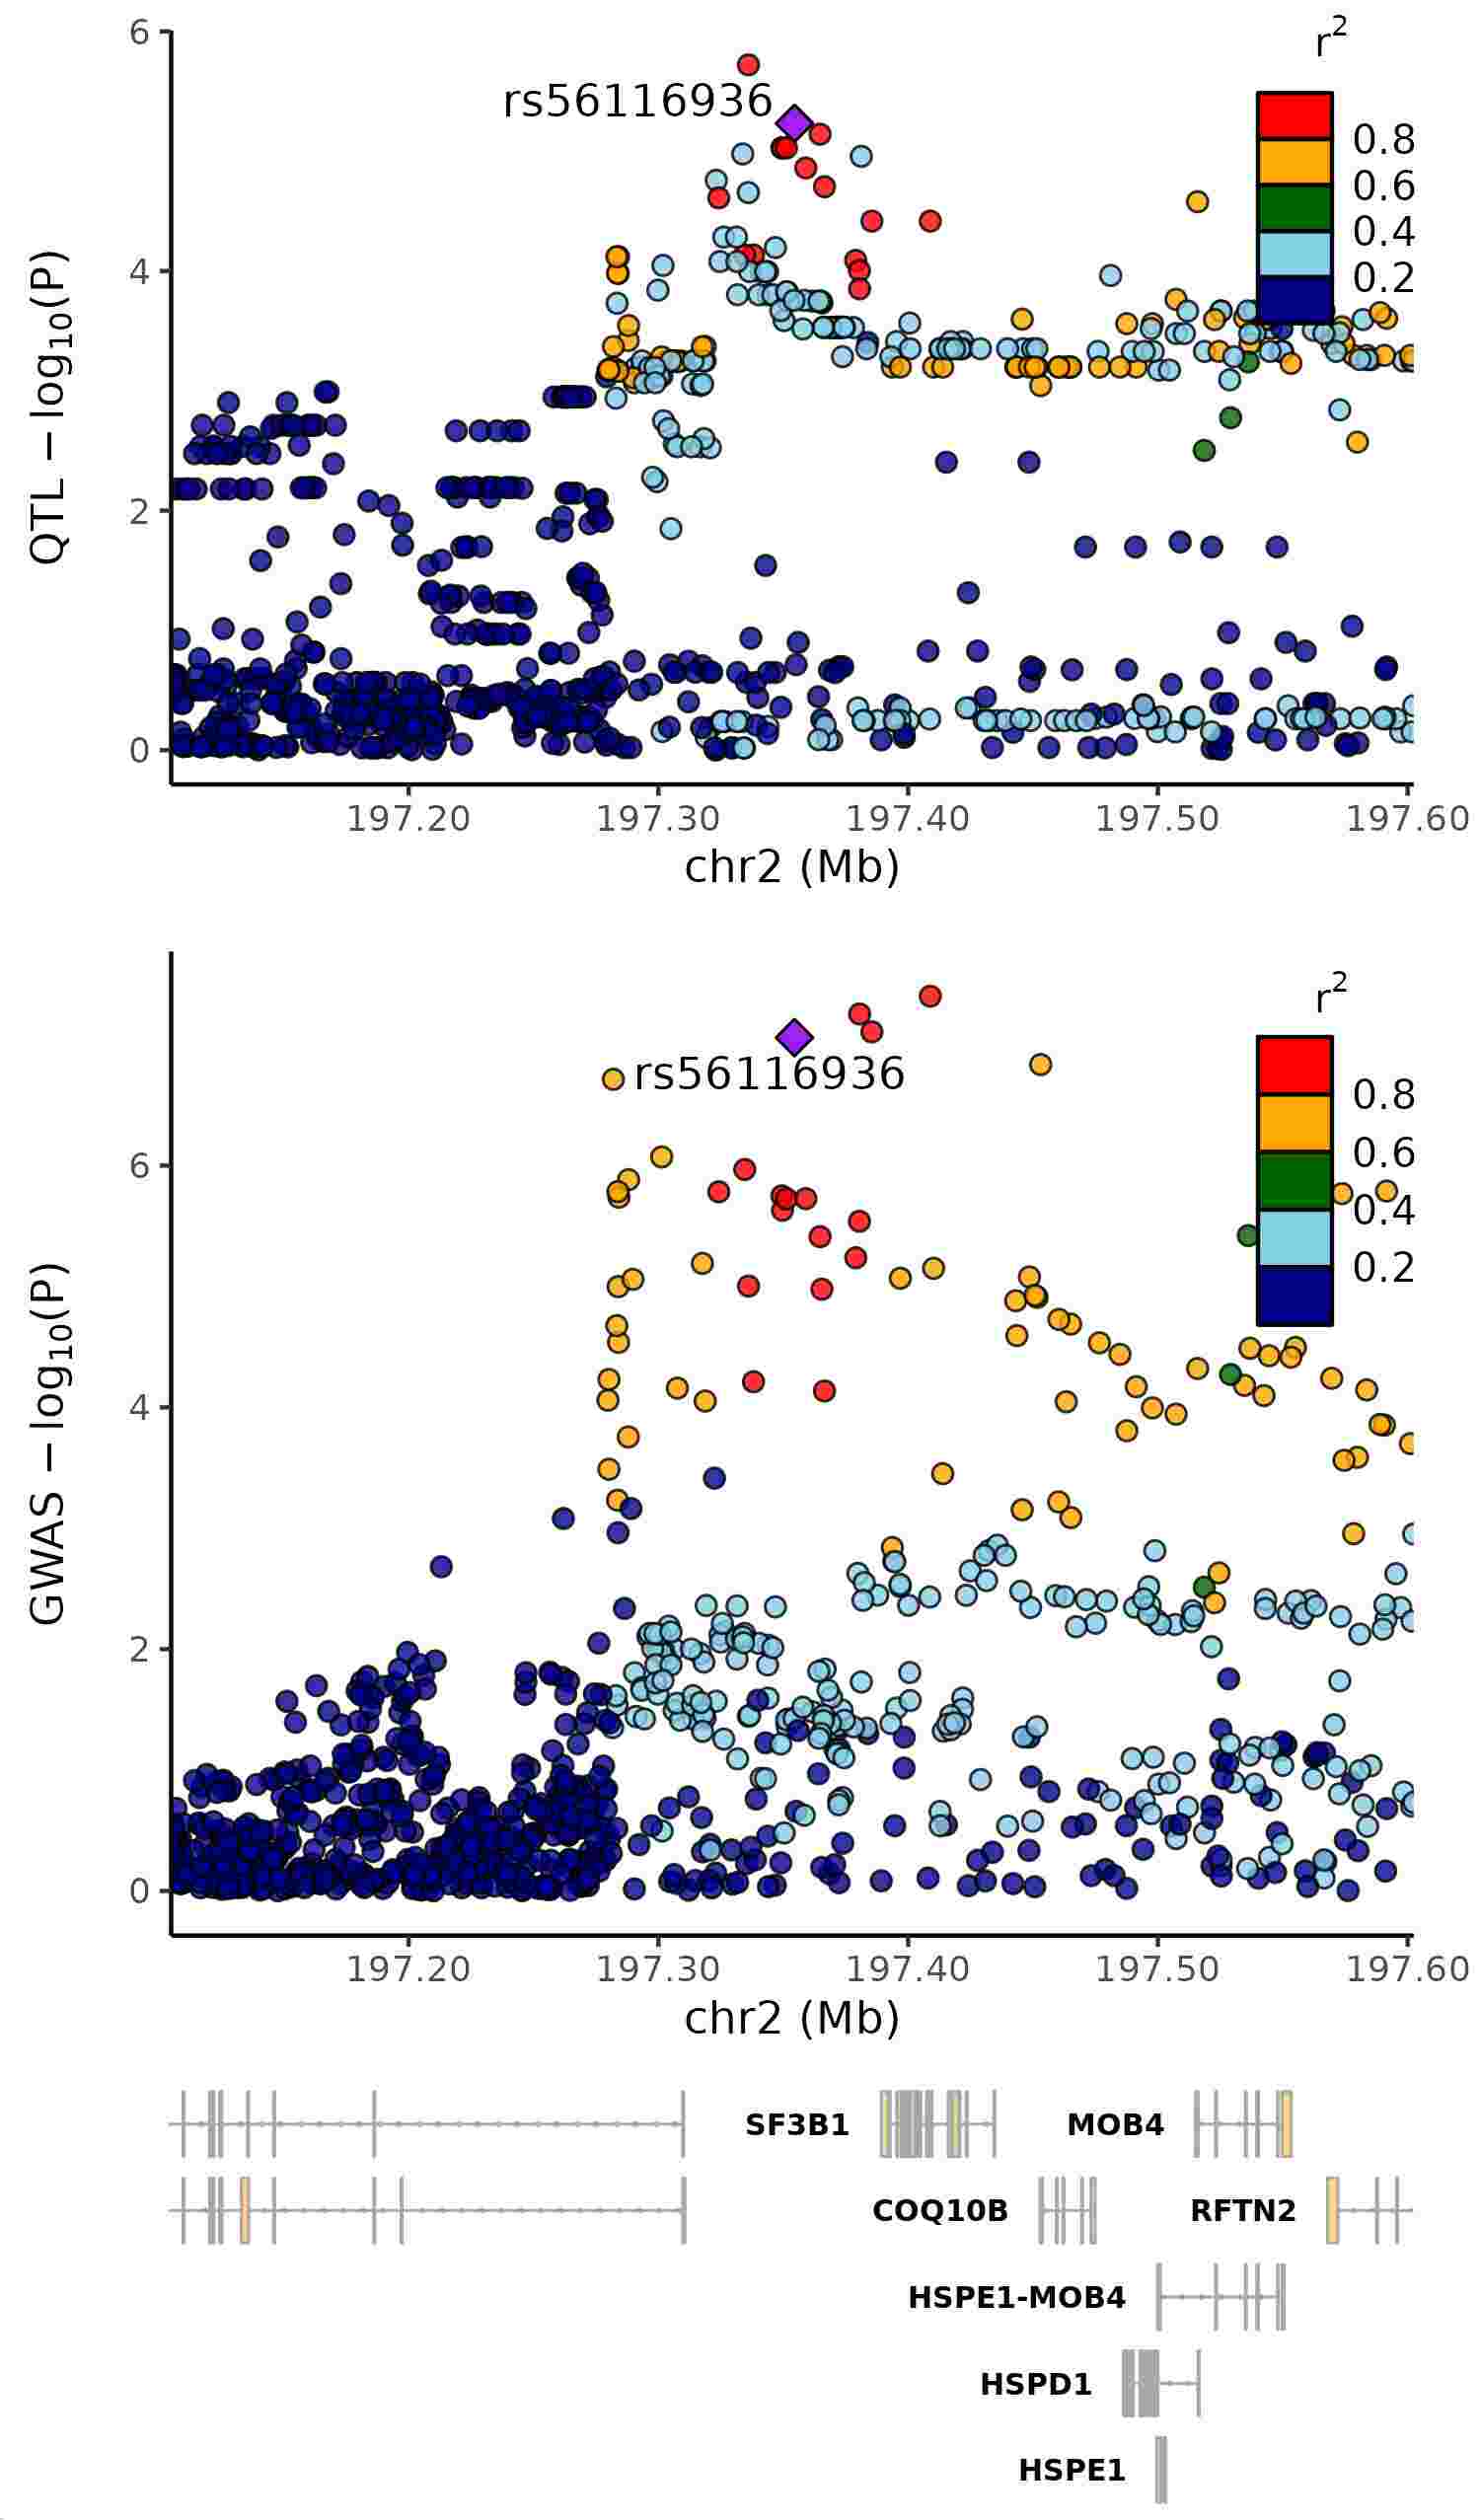 6
r²
rs56116936
0.8
0.6
0.4
0.2
4
2
0
QTL −log₁₀(P)
197.20 197.30 197.40 197.50 197.60
chr2 (Mb)
r²
rs56116936
0.8
0.6
0.4
0.2
6
4
2
0
GWAS −log₁₀(P)
197.20 197.30 197.40 197.50 197.60
chr2 (Mb)
SF3B1 MOB4
COQ10B RFTN2
HSPE1-MOB4
HSPD1
HSPE1